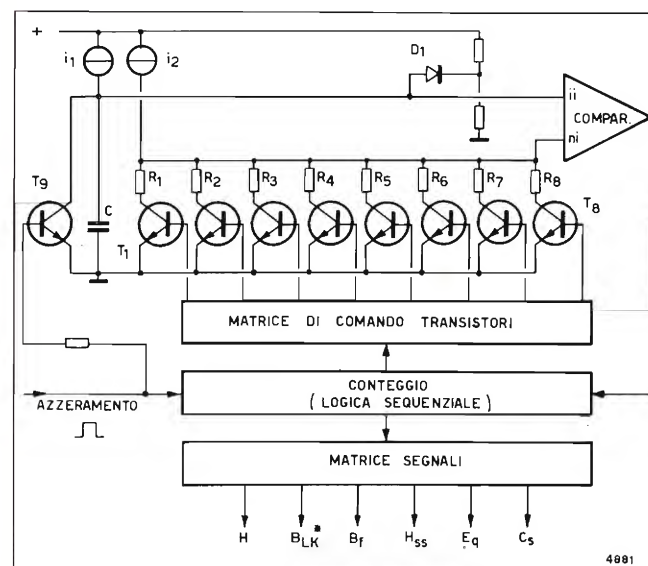 +
i1
i2
D1
ii
COMPAR.
ni
R1 R2 R3 R4 R5 R6 R7 R8
T9
C
T1
T8
MATRICE DI COMANDO TRANSISTORI
AZZERAMENTO
CONTEGGIO
( LOGICA SEQUENZIALE )
MATRICE SEGNALI
H BLK* Bf Hss Eq Cs
4881